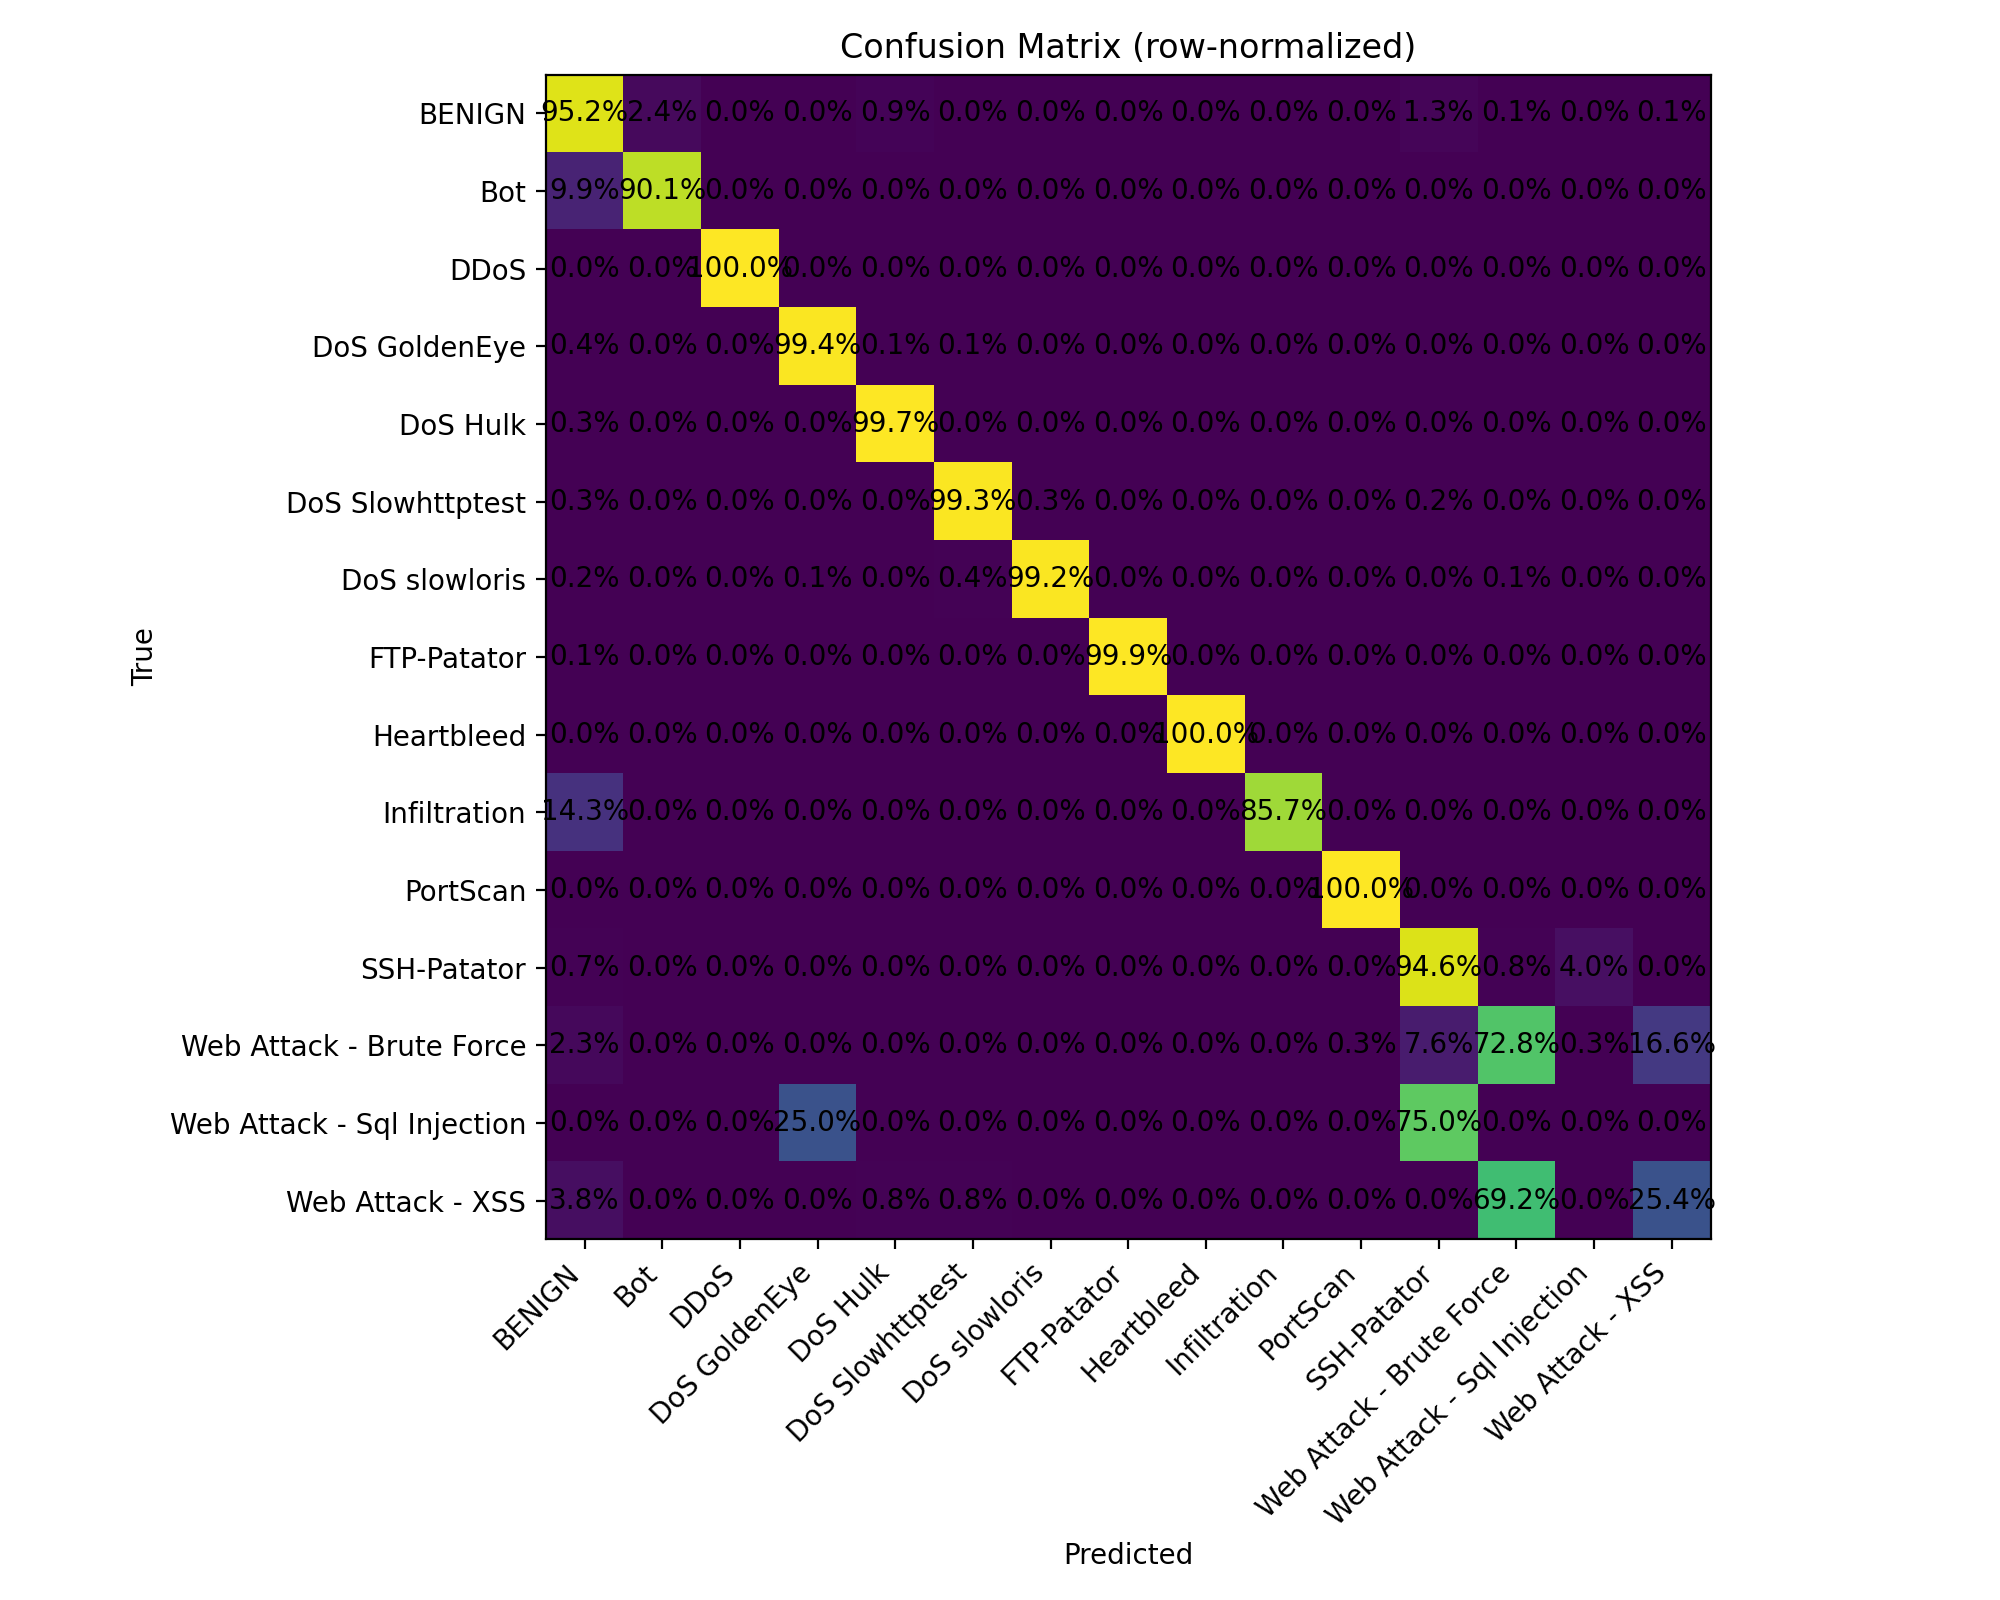 Confusion Matrix (row-normalized)
True
BENIGN 95.2% 2.4% 0.0% 0.0% 0.9% 0.0% 0.0% 0.0% 0.0% 0.0% 0.0% 1.3% 0.1% 0.0% 0.1%
Bot 9.9% 90.1% 0.0% 0.0% 0.0% 0.0% 0.0% 0.0% 0.0% 0.0% 0.0% 0.0% 0.0% 0.0% 0.0%
DDoS 0.0% 0.0% 100.0% 0.0% 0.0% 0.0% 0.0% 0.0% 0.0% 0.0% 0.0% 0.0% 0.0% 0.0% 0.0%
DoS GoldenEye 0.4% 0.0% 0.0% 99.4% 0.1% 0.1% 0.0% 0.0% 0.0% 0.0% 0.0% 0.0% 0.0% 0.0% 0.0%
DoS Hulk 0.3% 0.0% 0.0% 0.0% 99.7% 0.0% 0.0% 0.0% 0.0% 0.0% 0.0% 0.0% 0.0% 0.0% 0.0%
DoS Slowhttptest 0.3% 0.0% 0.0% 0.0% 0.0% 99.3% 0.3% 0.0% 0.0% 0.0% 0.0% 0.2% 0.0% 0.0% 0.0%
DoS slowloris 0.2% 0.0% 0.0% 0.1% 0.0% 0.4% 99.2% 0.0% 0.0% 0.0% 0.0% 0.0% 0.1% 0.0% 0.0%
FTP-Patator 0.1% 0.0% 0.0% 0.0% 0.0% 0.0% 0.0% 99.9% 0.0% 0.0% 0.0% 0.0% 0.0% 0.0% 0.0%
Heartbleed 0.0% 0.0% 0.0% 0.0% 0.0% 0.0% 0.0% 0.0% 100.0% 0.0% 0.0% 0.0% 0.0% 0.0% 0.0%
Infiltration 14.3% 0.0% 0.0% 0.0% 0.0% 0.0% 0.0% 0.0% 0.0% 85.7% 0.0% 0.0% 0.0% 0.0% 0.0%
PortScan 0.0% 0.0% 0.0% 0.0% 0.0% 0.0% 0.0% 0.0% 0.0% 0.0% 100.0% 0.0% 0.0% 0.0% 0.0%
SSH-Patator 0.7% 0.0% 0.0% 0.0% 0.0% 0.0% 0.0% 0.0% 0.0% 0.0% 0.0% 94.6% 0.8% 4.0% 0.0%
Web Attack - Brute Force 2.3% 0.0% 0.0% 0.0% 0.0% 0.0% 0.0% 0.0% 0.0% 0.0% 0.3% 7.6% 72.8% 0.3% 16.6%
Web Attack - Sql Injection 0.0% 0.0% 0.0% 25.0% 0.0% 0.0% 0.0% 0.0% 0.0% 0.0% 0.0% 75.0% 0.0% 0.0% 0.0%
Web Attack - XSS 3.8% 0.0% 0.0% 0.0% 0.8% 0.8% 0.0% 0.0% 0.0% 0.0% 0.0% 0.0% 69.2% 0.0% 25.4%
BENIGN
Bot
DDoS
DoS GoldenEye
DoS Hulk
DoS Slowhttptest
DoS slowloris
FTP-Patator
Heartbleed
Infiltration
PortScan
SSH-Patator
Web Attack - Brute Force
Web Attack - Sql Injection
Web Attack - XSS
Predicted